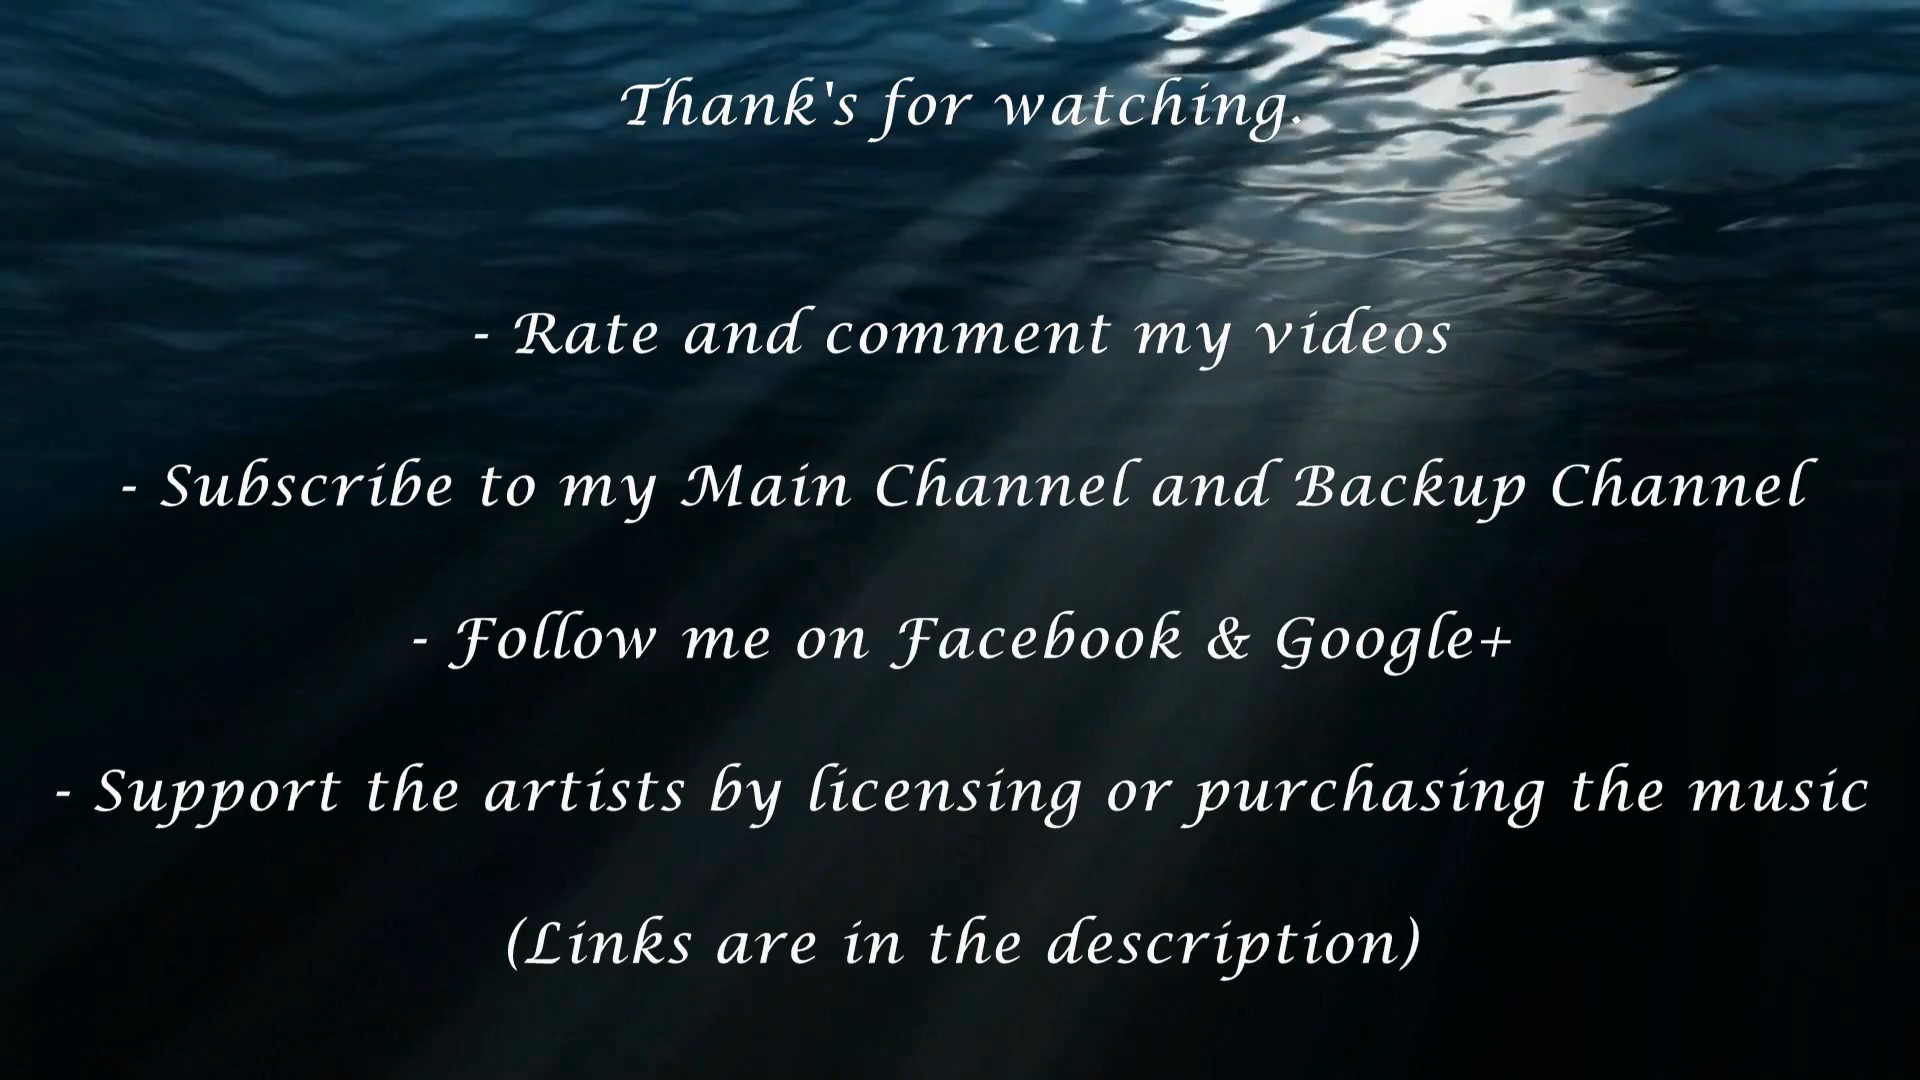 Thank's for watching.
- Rate and comment my videos
- Subscribe to my Main Channel and Backup Channel
- Follow me on Facebook & Google+
- Support the artists by licensing or purchasing the music
(Links are in the description)